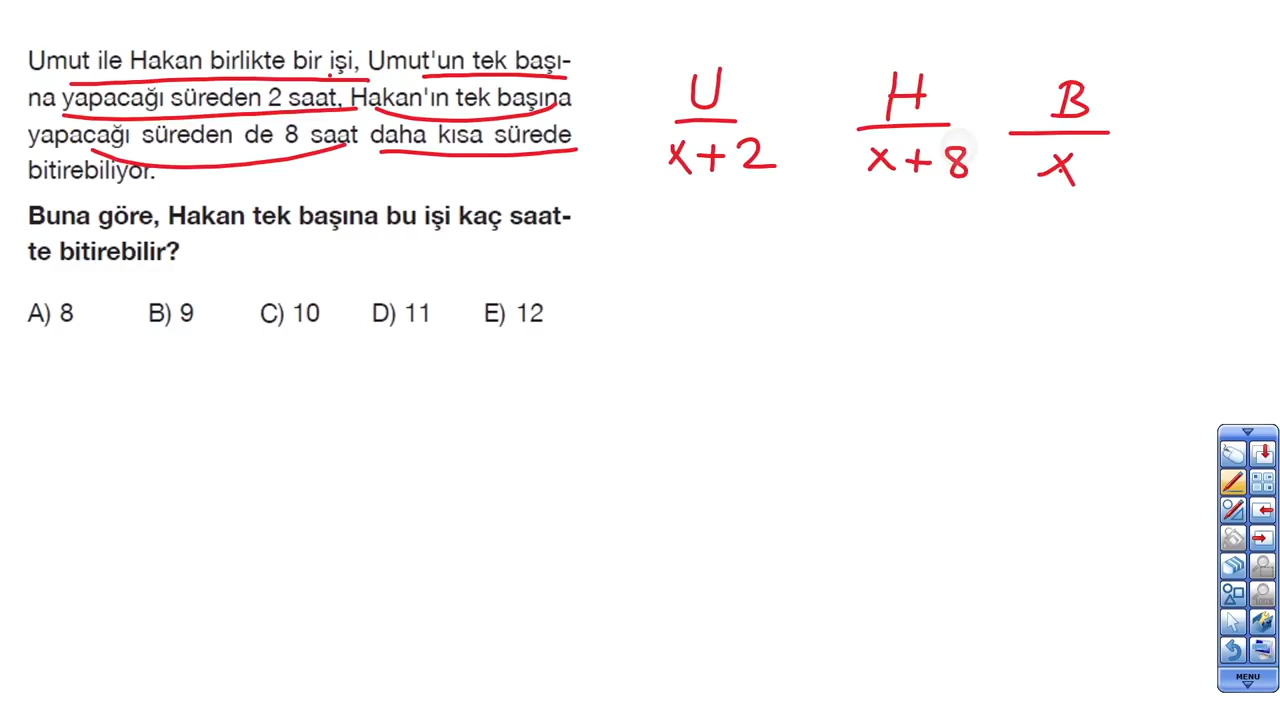 Umut ile Hakan birlikte bir işi, Umut'un tek başı-
na yapacağı süreden 2 saat, Hakan'ın tek başına
yapacağı süreden de 8 saat daha kısa sürede
bitirebiliyor.
Buna göre, Hakan tek başına bu işi kaç saat-
te bitirebilir?
A) 8 B) 9 C) 10 D) 11 E) 12
U H B
x+2 x+8 x
MENU